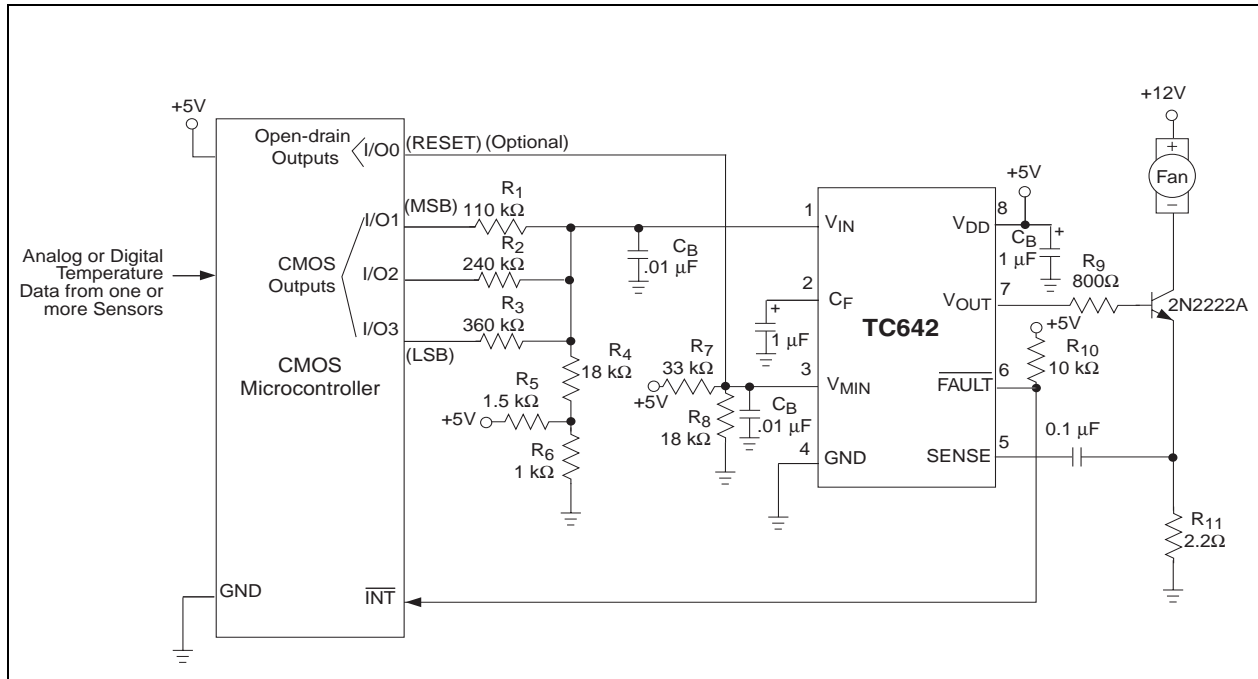 +5V
Open-drain
Outputs
I/O0
(RESET) (Optional)
I/O1
(MSB)
R1
110 kΩ
CMOS
Outputs
I/O2
R2
240 kΩ
I/O3
(LSB)
R3
360 kΩ
Analog or Digital
Temperature
Data from one or
more Sensors
CMOS
Microcontroller
GND
INT
R4
18 kΩ
R5
1.5 kΩ
+5V
R6
1 kΩ
CB
.01 µF
1 µF
R7
33 kΩ
+5V
R8
18 kΩ
CB
.01 µF
1
VIN
2
CF
3
VMIN
4
GND
TC642
+5V
8
VDD
CB
1 µF
+
7
VOUT
R9
800Ω
6
FAULT
+5V
R10
10 kΩ
5
SENSE
0.1 µF
+12V
+
Fan
−
2N2222A
R11
2.2Ω
+